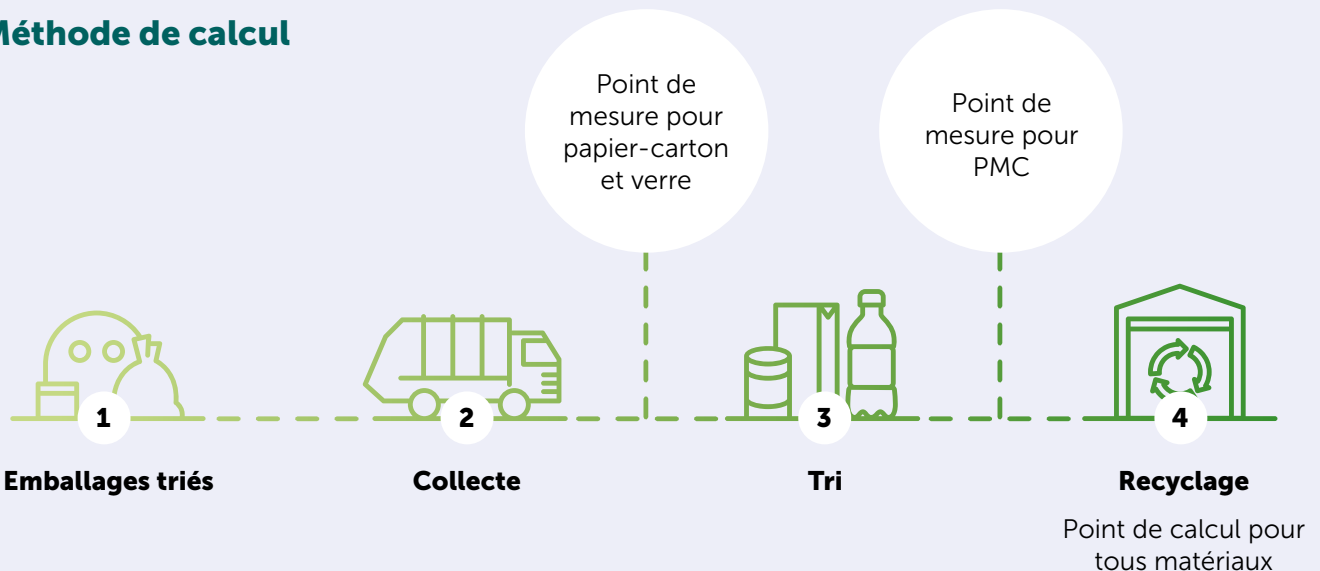 Méthode de calcul
Point de
mesure pour
papier-carton
et verre
Point de
mesure pour
PMC
1
2
3
4
Emballages triés
Collecte
Tri
Recyclage
Point de calcul pour
tous matériaux